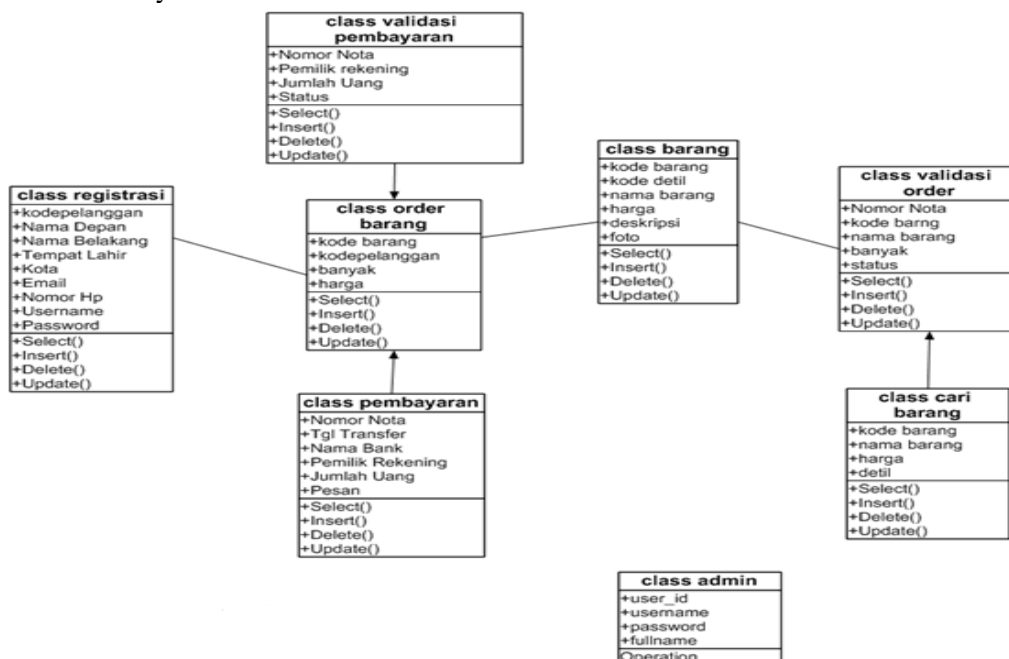 class validasi
pembayaran
+Nomor Nota
+Pemilik rekening
+Jumlah Uang
+Status
+Select()
+Insert()
+Delete()
+Update()
class registrasi
+kodepelanggan
+Nama Depan
+Nama Belakang
+Tempat Lahir
+Kota
+Email
+Nomor Hp
+Username
+Password
+Select()
+Insert()
+Delete()
+Update()
class order
barang
+kode barang
+kodepelanggan
+banyak
+harga
+Select()
+Insert()
+Delete()
+Update()
class barang
+kode barang
+kode detil
+nama barang
+harga
+deskripsi
+foto
+Select()
+Insert()
+Delete()
+Update()
class validasi
order
+Nomor Nota
+kode barng
+nama barang
+banyak
+status
+Select()
+Insert()
+Delete()
+Update()
class pembayaran
+Nomor Nota
+Tgl Transfer
+Nama Bank
+Pemilik Rekening
+Jumlah Uang
+Pesan
+Select()
+Insert()
+Delete()
+Update()
class cari
barang
+kode barang
+nama barang
+harga
+detil
+Select()
+Insert()
+Delete()
+Update()
class admin
+user_id
+username
+password
+fullname
Operation